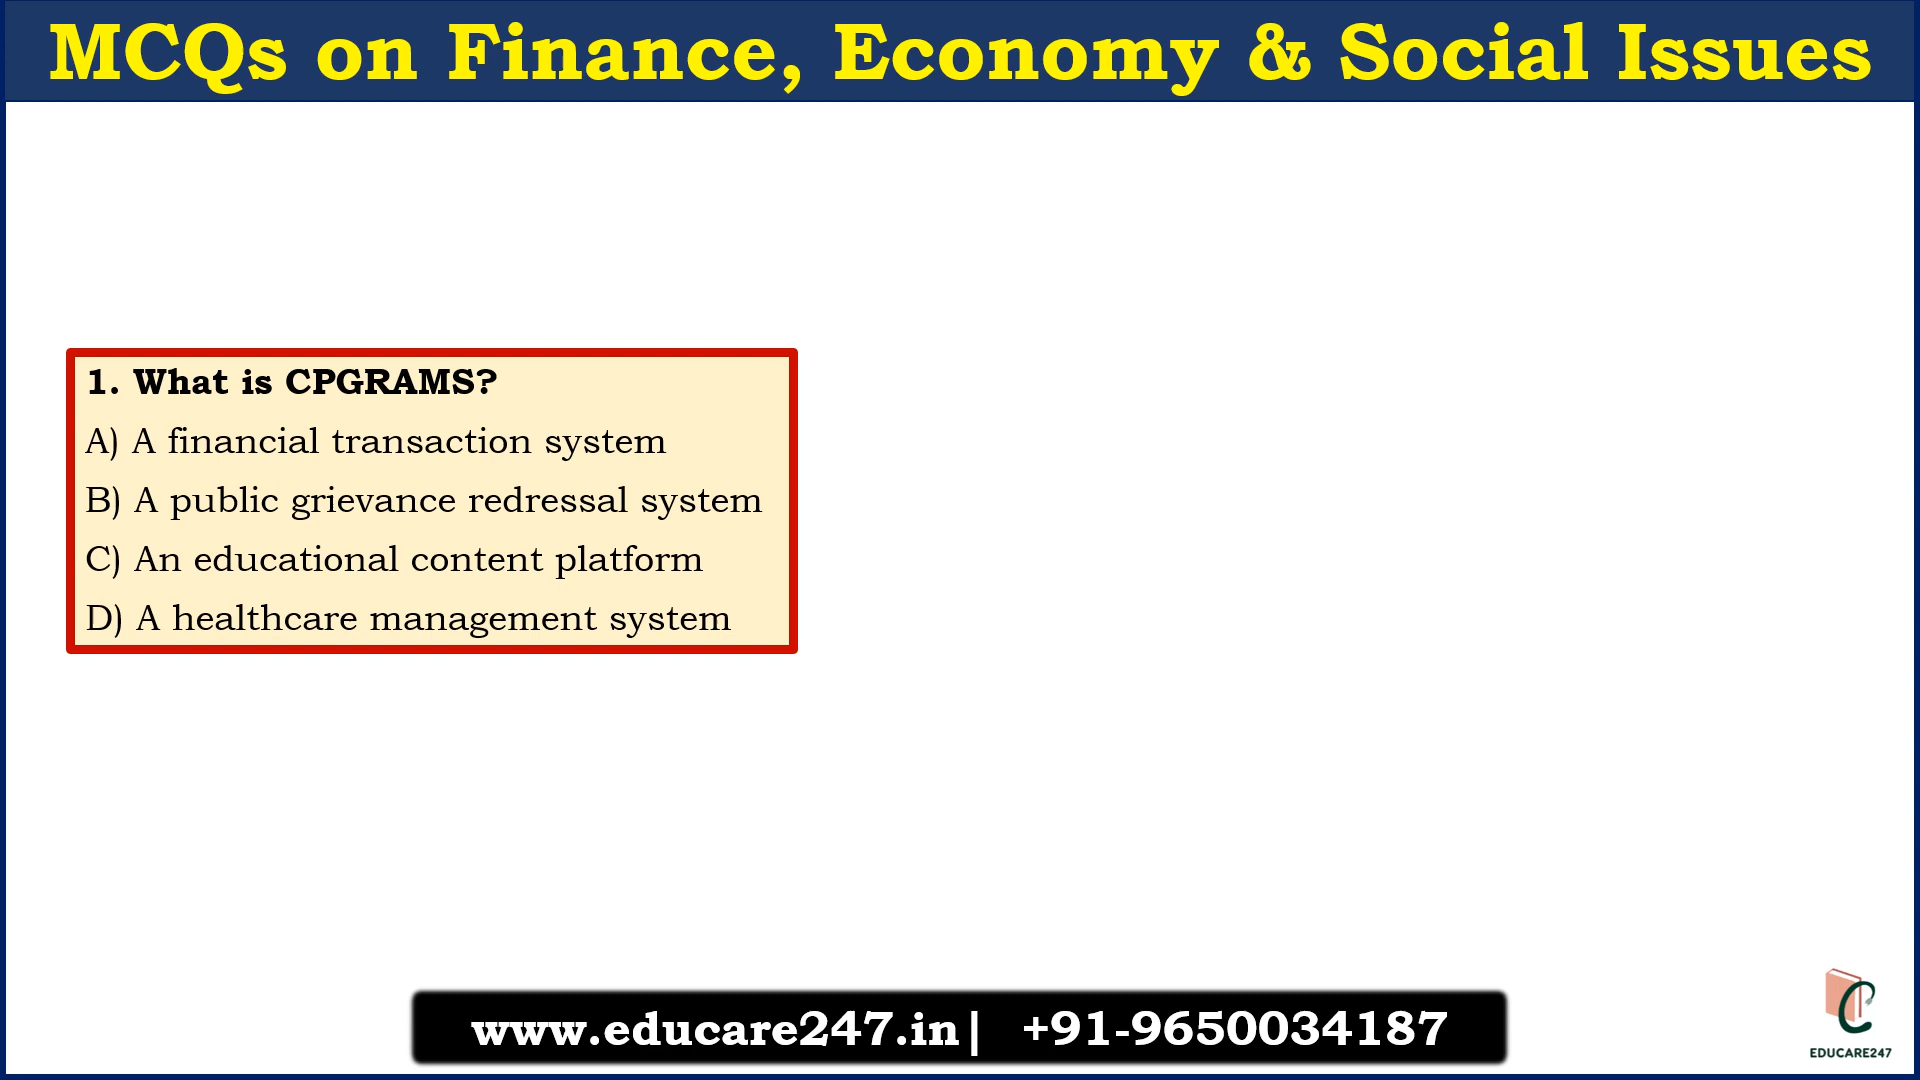 MCQs on Finance, Economy & Social Issues
1. What is CPGRAMS?
A) A financial transaction system
B) A public grievance redressal system
C) An educational content platform
D) A healthcare management system
www.educare247.in| +91-9650034187
EDUCARE247